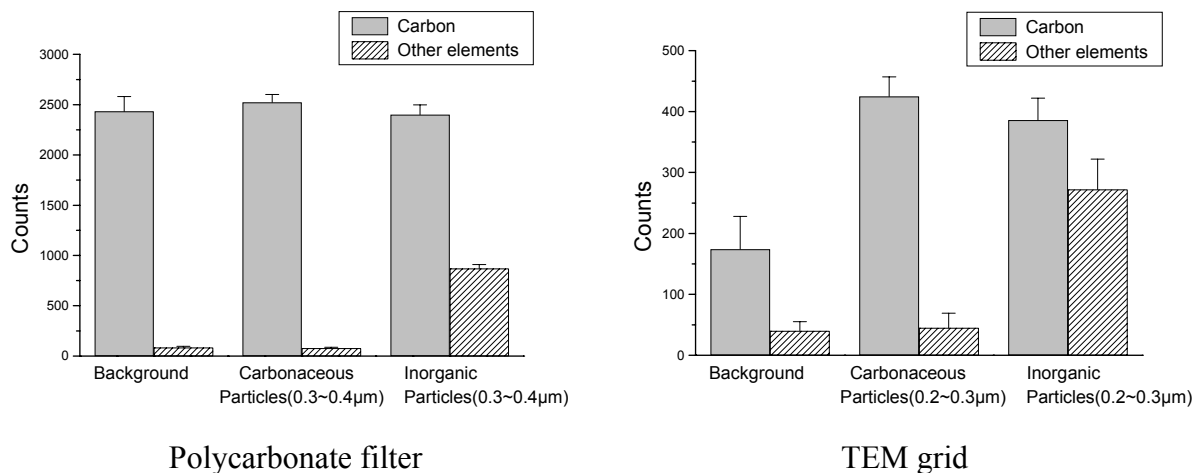 Carbon
Other elements
3000
2500
2000
1500
1000
500
0
Counts
Background
Carbonaceous
Particles(0.3~0.4µm)
Inorganic
Particles(0.3~0.4µm)
Polycarbonate filter
Carbon
Other elements
500
400
300
200
100
0
Counts
Background
Carbonaceous
Particles(0.2~0.3µm)
Inorganic
Particles(0.2~0.3µm)
TEM grid